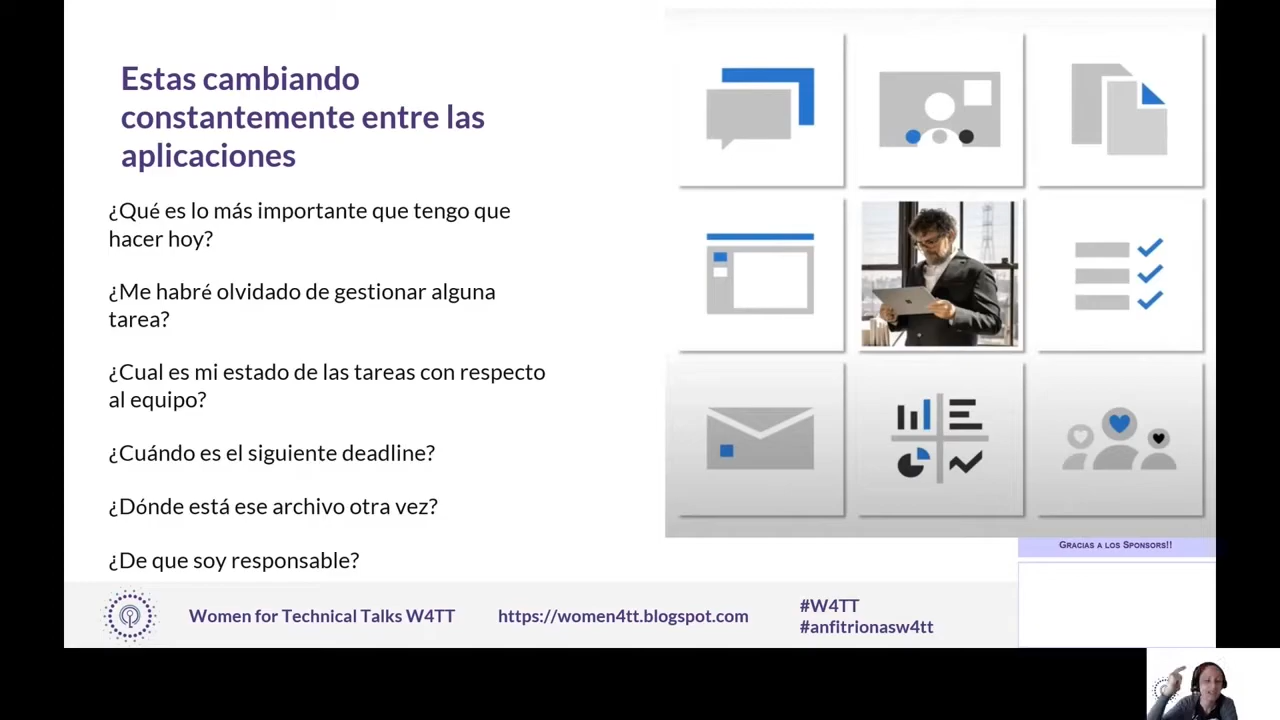 Estas cambiando
constantemente entre las
aplicaciones
¿Qué es lo más importante que tengo que
hacer hoy?
¿Me habré olvidado de gestionar alguna
tarea?
¿Cual es mi estado de las tareas con respecto
al equipo?
¿Cuándo es el siguiente deadline?
¿Dónde está ese archivo otra vez?
¿De que soy responsable?
Gracias a los Sponsors!!
Women for Technical Talks W4TT
https://women4tt.blogspot.com
#W4TT
#anfitrionasw4tt